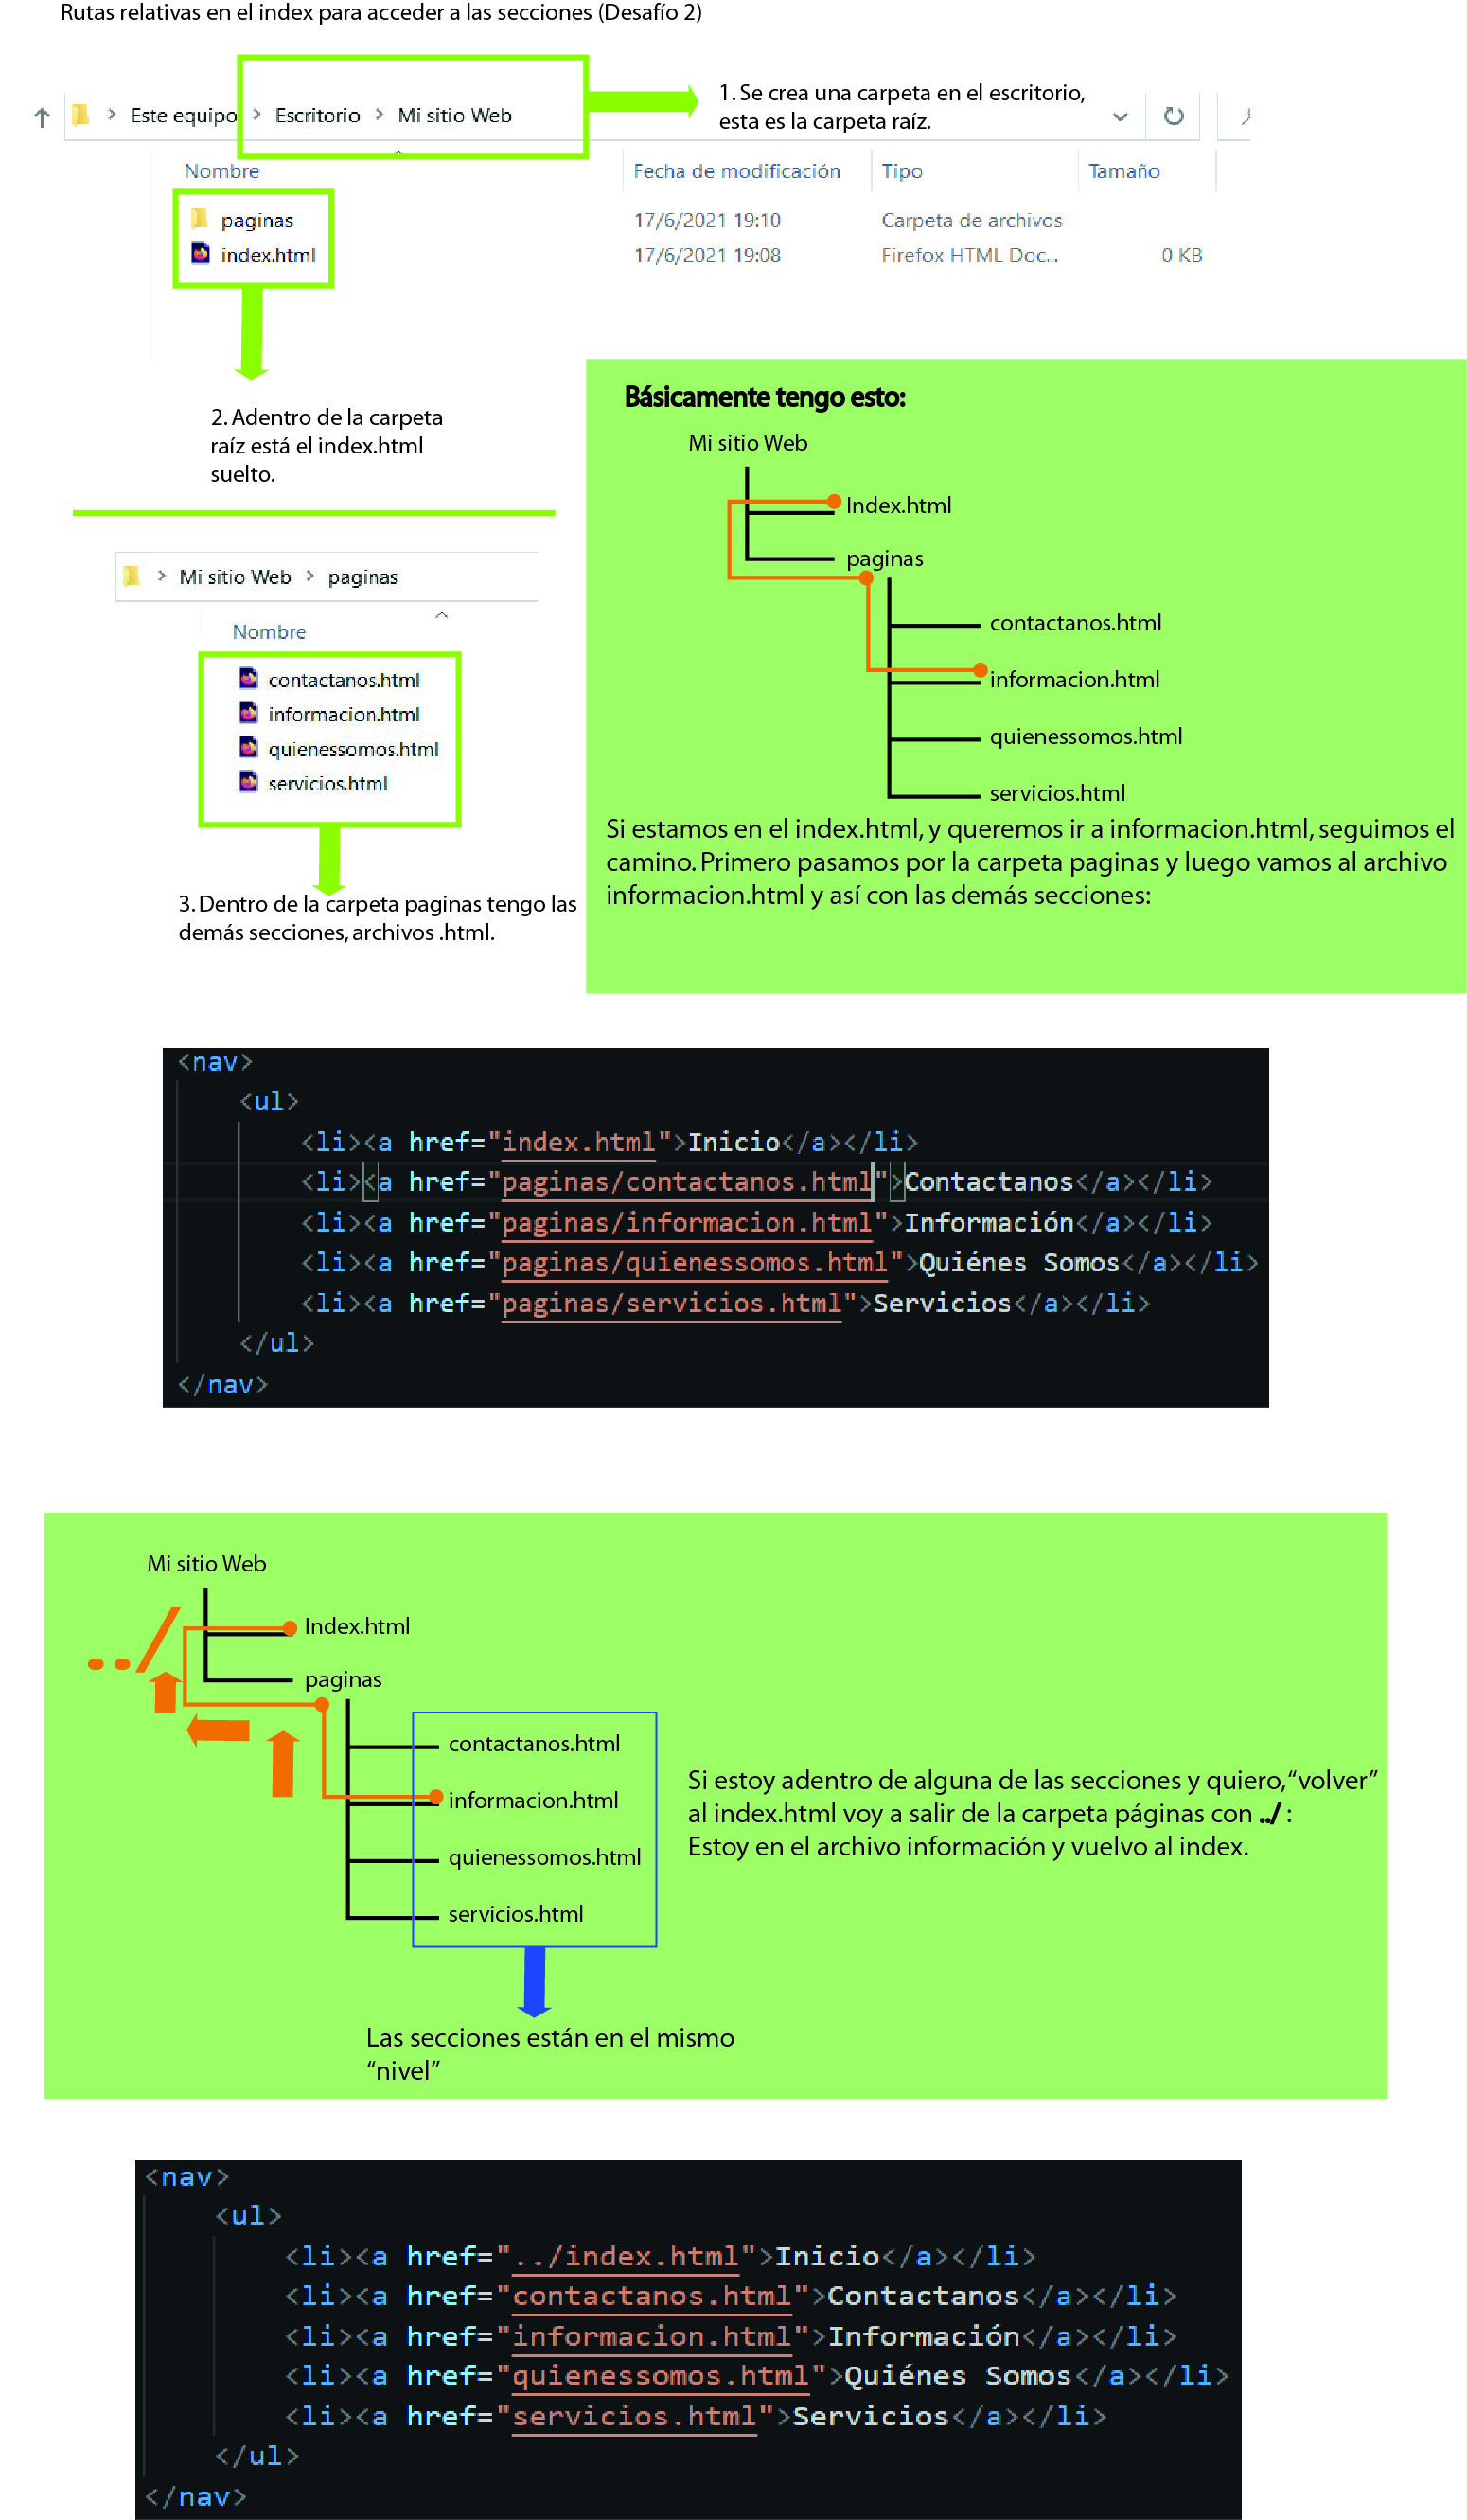 Rutas relativas en el index para acceder a las secciones (Desafío 2)
Este equipo > Escritorio > Mi sitio Web
1. Se crea una carpeta en el escritorio,
esta es la carpeta raíz.
Nombre Fecha de modificación Tipo Tamaño
paginas 17/6/2021 19:10 Carpeta de archivos
index.html 17/6/2021 19:08 Firefox HTML Doc... 0 KB
2. Adentro de la carpeta
raíz está el index.html
suelto.
Mi sitio Web > paginas
Nombre
contactanos.html
informacion.html
quienessomos.html
servicios.html
3. Dentro de la carpeta paginas tengo las
demás secciones, archivos .html.
Básicamente tengo esto:
Mi sitio Web
Index.html
paginas
contactanos.html
informacion.html
quienessomos.html
servicios.html
Si estamos en el index.html, y queremos ir a informacion.html, seguimos el
camino. Primero pasamos por la carpeta paginas y luego vamos al archivo
informacion.html y así con las demás secciones:
<nav>
<ul>
<li><a href="index.html">Inicio</a></li>
<li><a href="paginas/contactanos.html">Contactanos</a></li>
<li><a href="paginas/informacion.html">Información</a></li>
<li><a href="paginas/quienessomos.html">Quiénes Somos</a></li>
<li><a href="paginas/servicios.html">Servicios</a></li>
</ul>
</nav>
Mi sitio Web
Index.html
../
paginas
contactanos.html
informacion.html
quienessomos.html
servicios.html
Si estoy adentro de alguna de las secciones y quiero, “volver”
al index.html voy a salir de la carpeta páginas con ../ :
Estoy en el archivo información y vuelvo al index.
Las secciones están en el mismo
“nivel”
<nav>
<ul>
<li><a href="../index.html">Inicio</a></li>
<li><a href="contactanos.html">Contactanos</a></li>
<li><a href="informacion.html">Información</a></li>
<li><a href="quienessomos.html">Quiénes Somos</a></li>
<li><a href="servicios.html">Servicios</a></li>
</ul>
</nav>